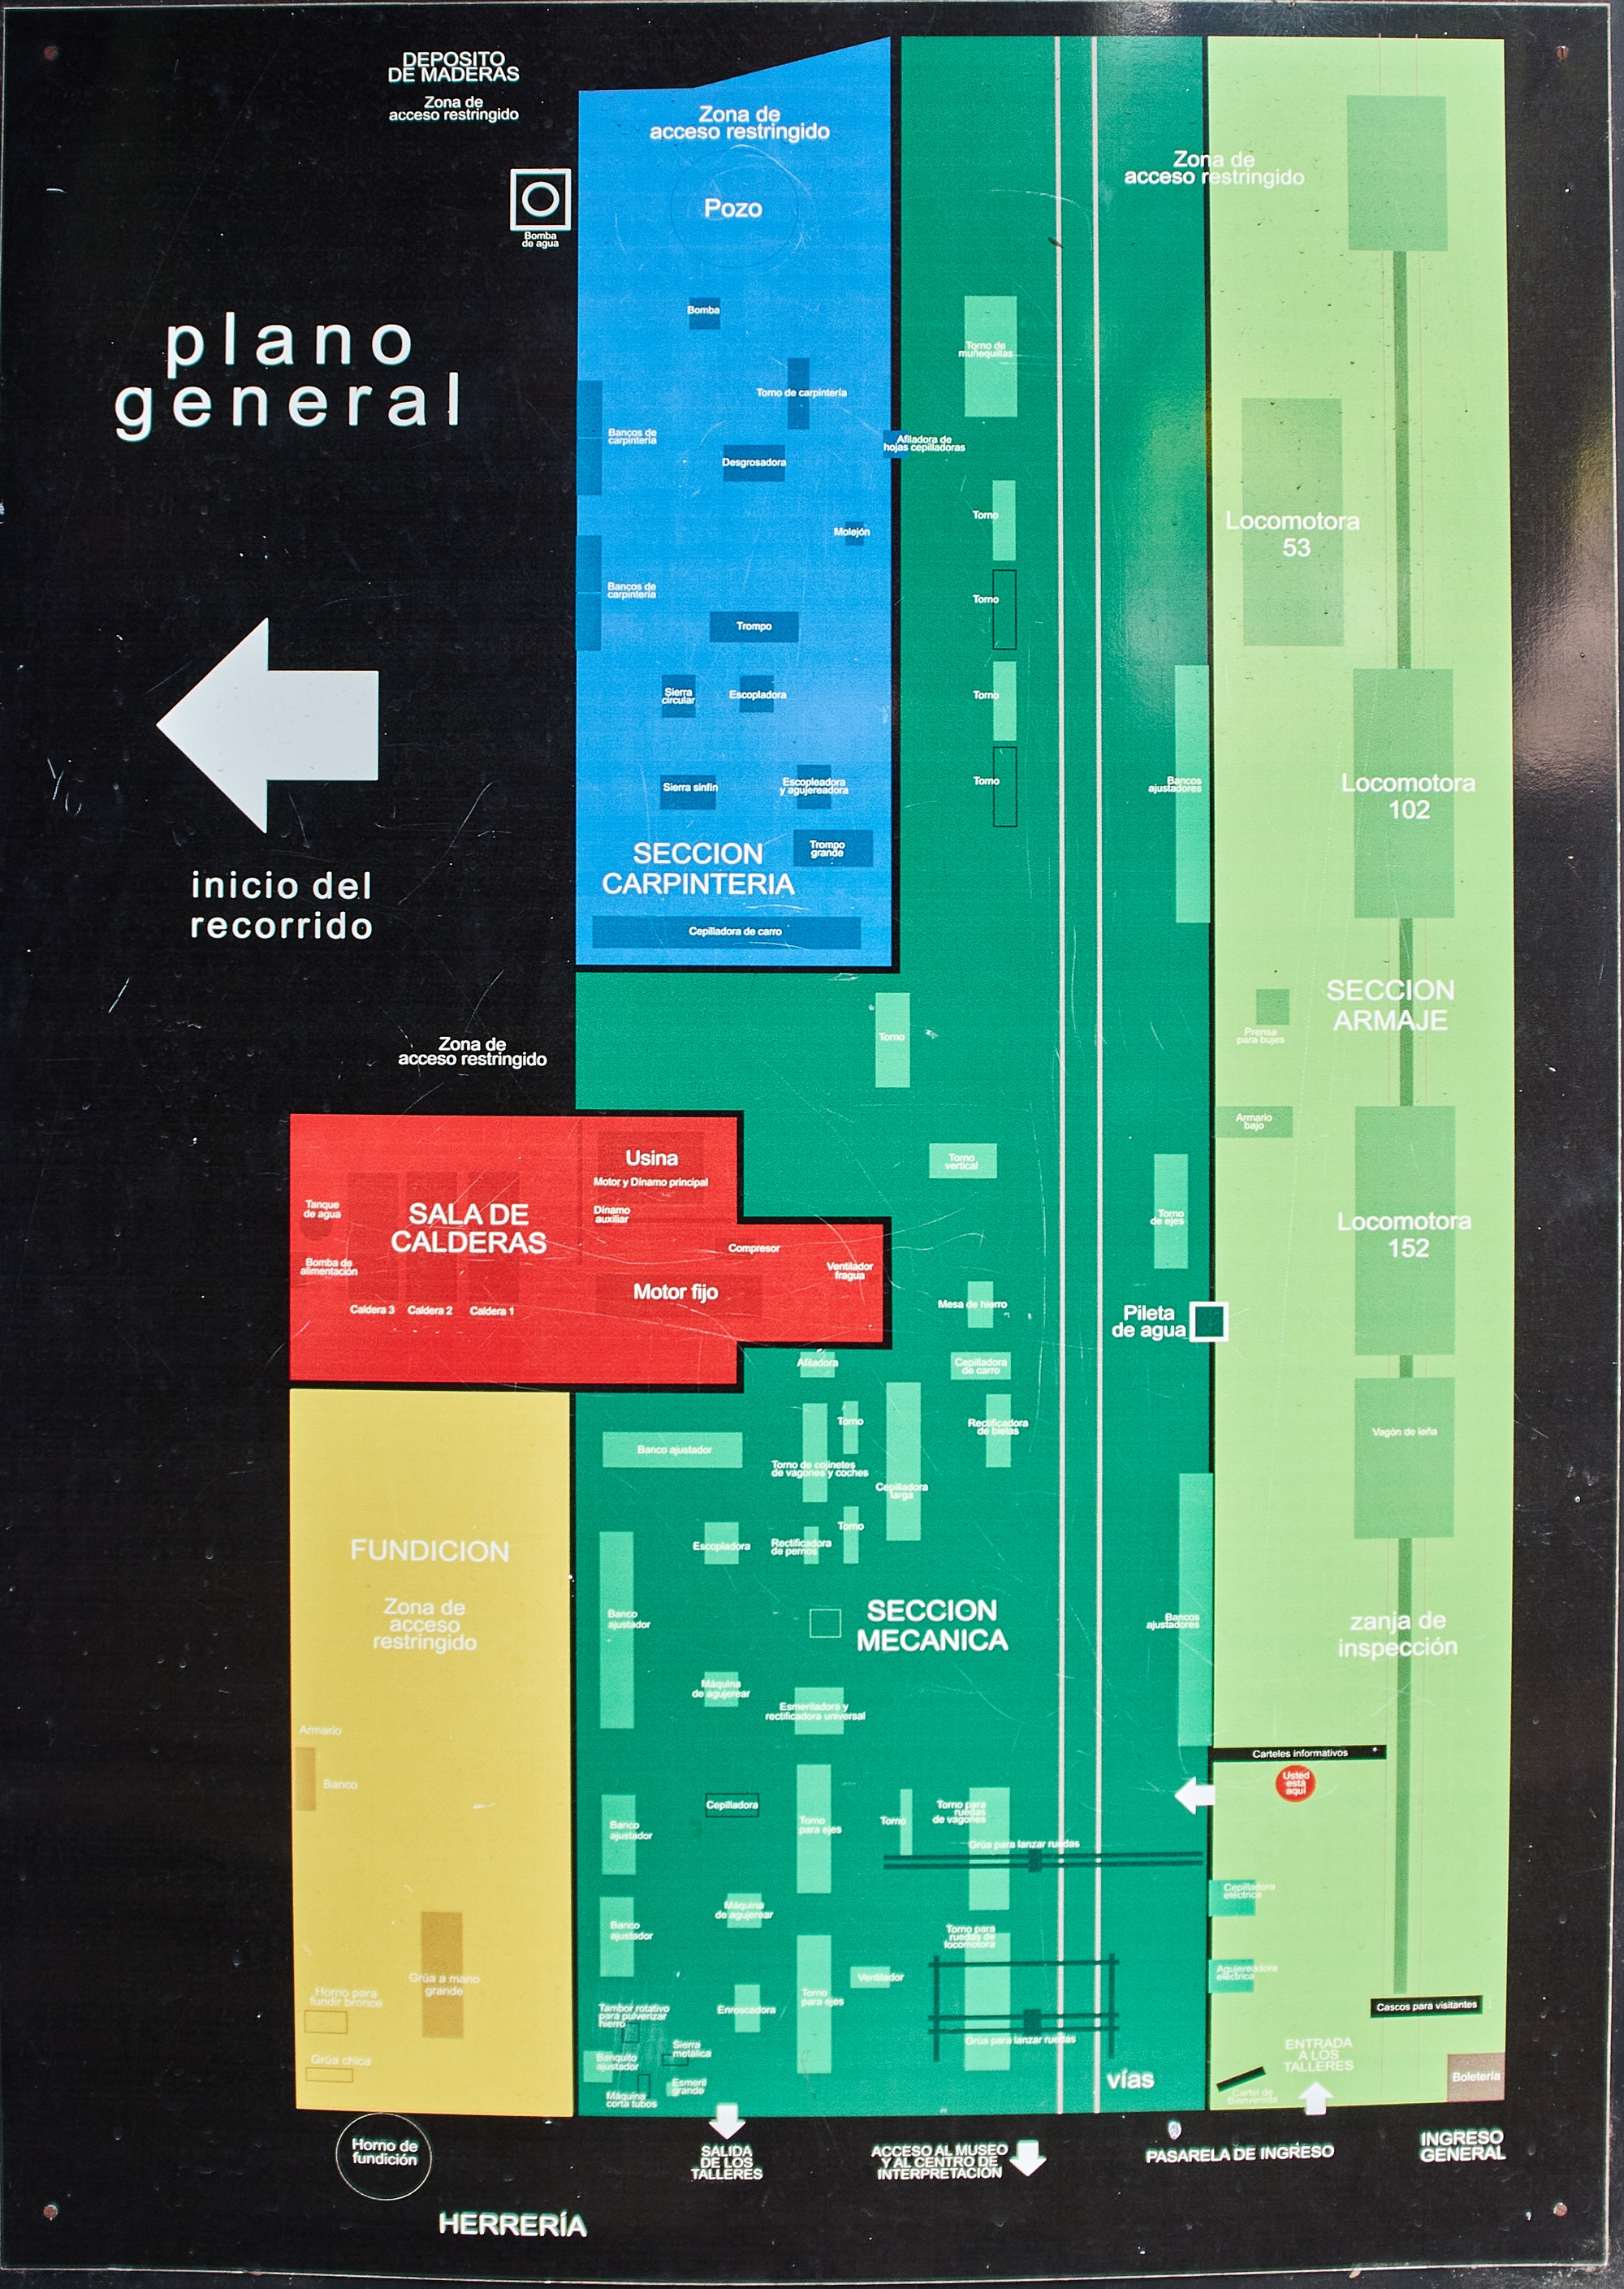 DEPOSITO
DE MADERAS
Zona de
acceso restringido
Bomba
de agua
plano
general
inicio del
recorrido
Zona de
acceso restringido
Zona de
acceso restringido
Pozo
Bomba
Torno de carpintería
Bancos de
carpintería
Desgrosadora
Afiladora de
hojas cepilladoras
Molejón
Bancos de
carpintería
Trompo
Sierra
circular
Escopladora
Sierra sinfín
Escopleadora
y agujereadora
Trompo
grande
SECCION
CARPINTERIA
Cepilladora de carro
Zona de
acceso restringido
Torno de
muñequillas
Torno
Torno
Torno
Torno
Bancos
ajustadores
Torno
Torno
vertical
Torno
de ejes
Mesa de hierro
Pileta
de agua
Locomotora
53
Locomotora
102
SECCION
ARMAJE
Prensa
para bujes
Armario
bajo
Locomotora
152
Vagón de leña
zanja de
inspección
Carteles informativos
Usted
está
aquí
Cepilladora
eléctrica
Agujereadora
eléctrica
Cascos para visitantes
ENTRADA
A LOS
TALLERES
Cartel de
Bienvenida
Boletería
Usina
Motor y Dínamo principal
Dínamo
auxiliar
Tanque
de agua
SALA DE
CALDERAS
Bomba de
alimentación
Compresor
Ventilador
fragua
Motor fijo
Caldera 3
Caldera 2
Caldera 1
Afiladora
Cepilladora
de carro
Torno
Rectificadora
de bielas
Banco ajustador
Torno de cojinetes
de vagones y coches
Cepilladora
larga
Torno
Escopladora
Rectificadora
de pernos
Banco
ajustador
SECCION
MECANICA
Bancos
ajustadores
Máquina
de agujerear
Esmeriladora y
rectificadora universal
Cepilladora
Banco
ajustador
Torno
para ejes
Torno
Torno para
ruedas
de vagones
Grúa para lanzar ruedas
Máquina
de agujerear
Banco
ajustador
Torno para
ruedas de
locomotora
Ventilador
Torno
para ejes
Enroscadora
Tambor rotativo
para pulverizar
hierro
Grúa para lanzar ruedas
Sierra
metálica
Banquito
ajustador
Esmeril
grande
Máquina
corta tubos
vías
FUNDICION
Zona de
acceso
restringido
Armario
Banco
Grúa a mano
grande
Horno para
fundir bronce
Grúa chica
Horno de
fundición
HERRERÍA
SALIDA
DE LOS
TALLERES
ACCESO AL MUSEO
Y AL CENTRO DE
INTERPRETACIÓN
PASARELA DE INGRESO
INGRESO
GENERAL